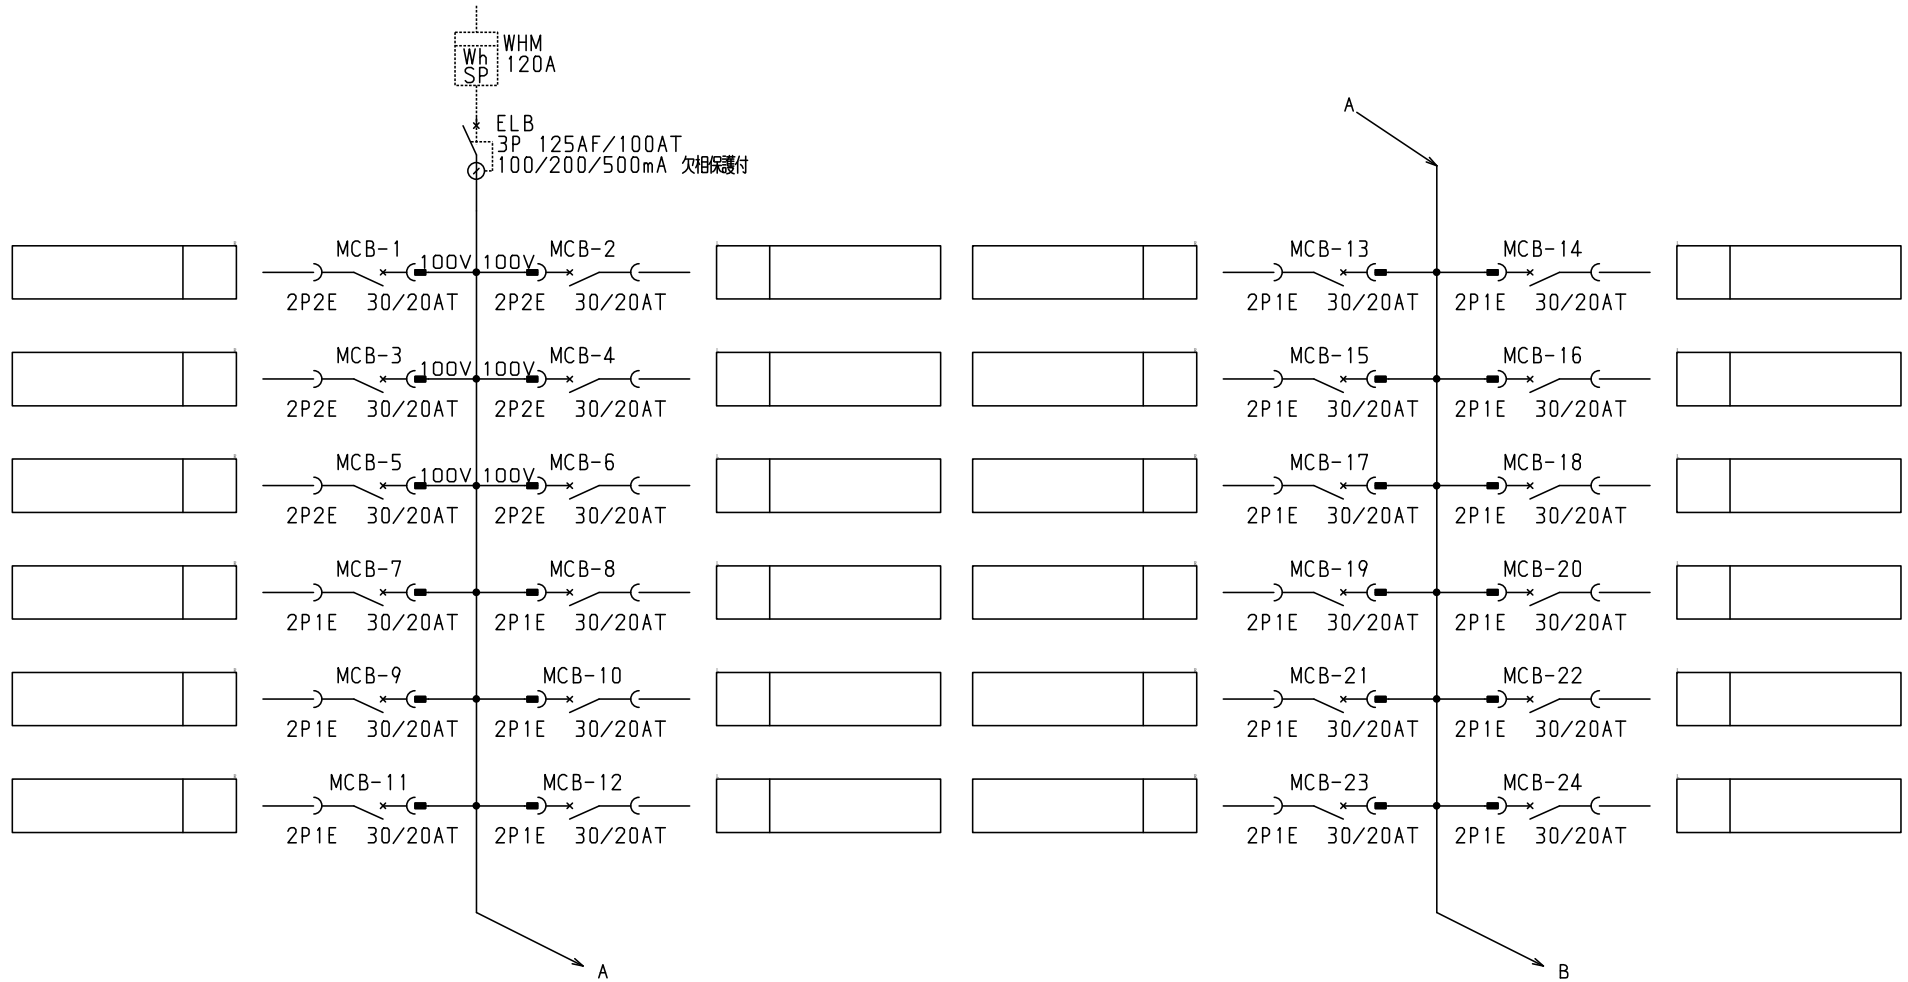 WHM
Wh
120A
SP
ELB
3P 125AF/100AT
100/200/500mA 欠相保護付
A
MCB-1 100V 100V MCB-2
2P2E 30/20AT 2P2E 30/20AT
MCB-3 100V 100V MCB-4
2P2E 30/20AT 2P2E 30/20AT
MCB-5 100V 100V MCB-6
2P2E 30/20AT 2P2E 30/20AT
MCB-7 MCB-8
2P1E 30/20AT 2P1E 30/20AT
MCB-9 MCB-10
2P1E 30/20AT 2P1E 30/20AT
MCB-11 MCB-12
2P1E 30/20AT 2P1E 30/20AT
A
MCB-13 MCB-14
2P1E 30/20AT 2P1E 30/20AT
MCB-15 MCB-16
2P1E 30/20AT 2P1E 30/20AT
MCB-17 MCB-18
2P1E 30/20AT 2P1E 30/20AT
MCB-19 MCB-20
2P1E 30/20AT 2P1E 30/20AT
MCB-21 MCB-22
2P1E 30/20AT 2P1E 30/20AT
MCB-23 MCB-24
2P1E 30/20AT 2P1E 30/20AT
B